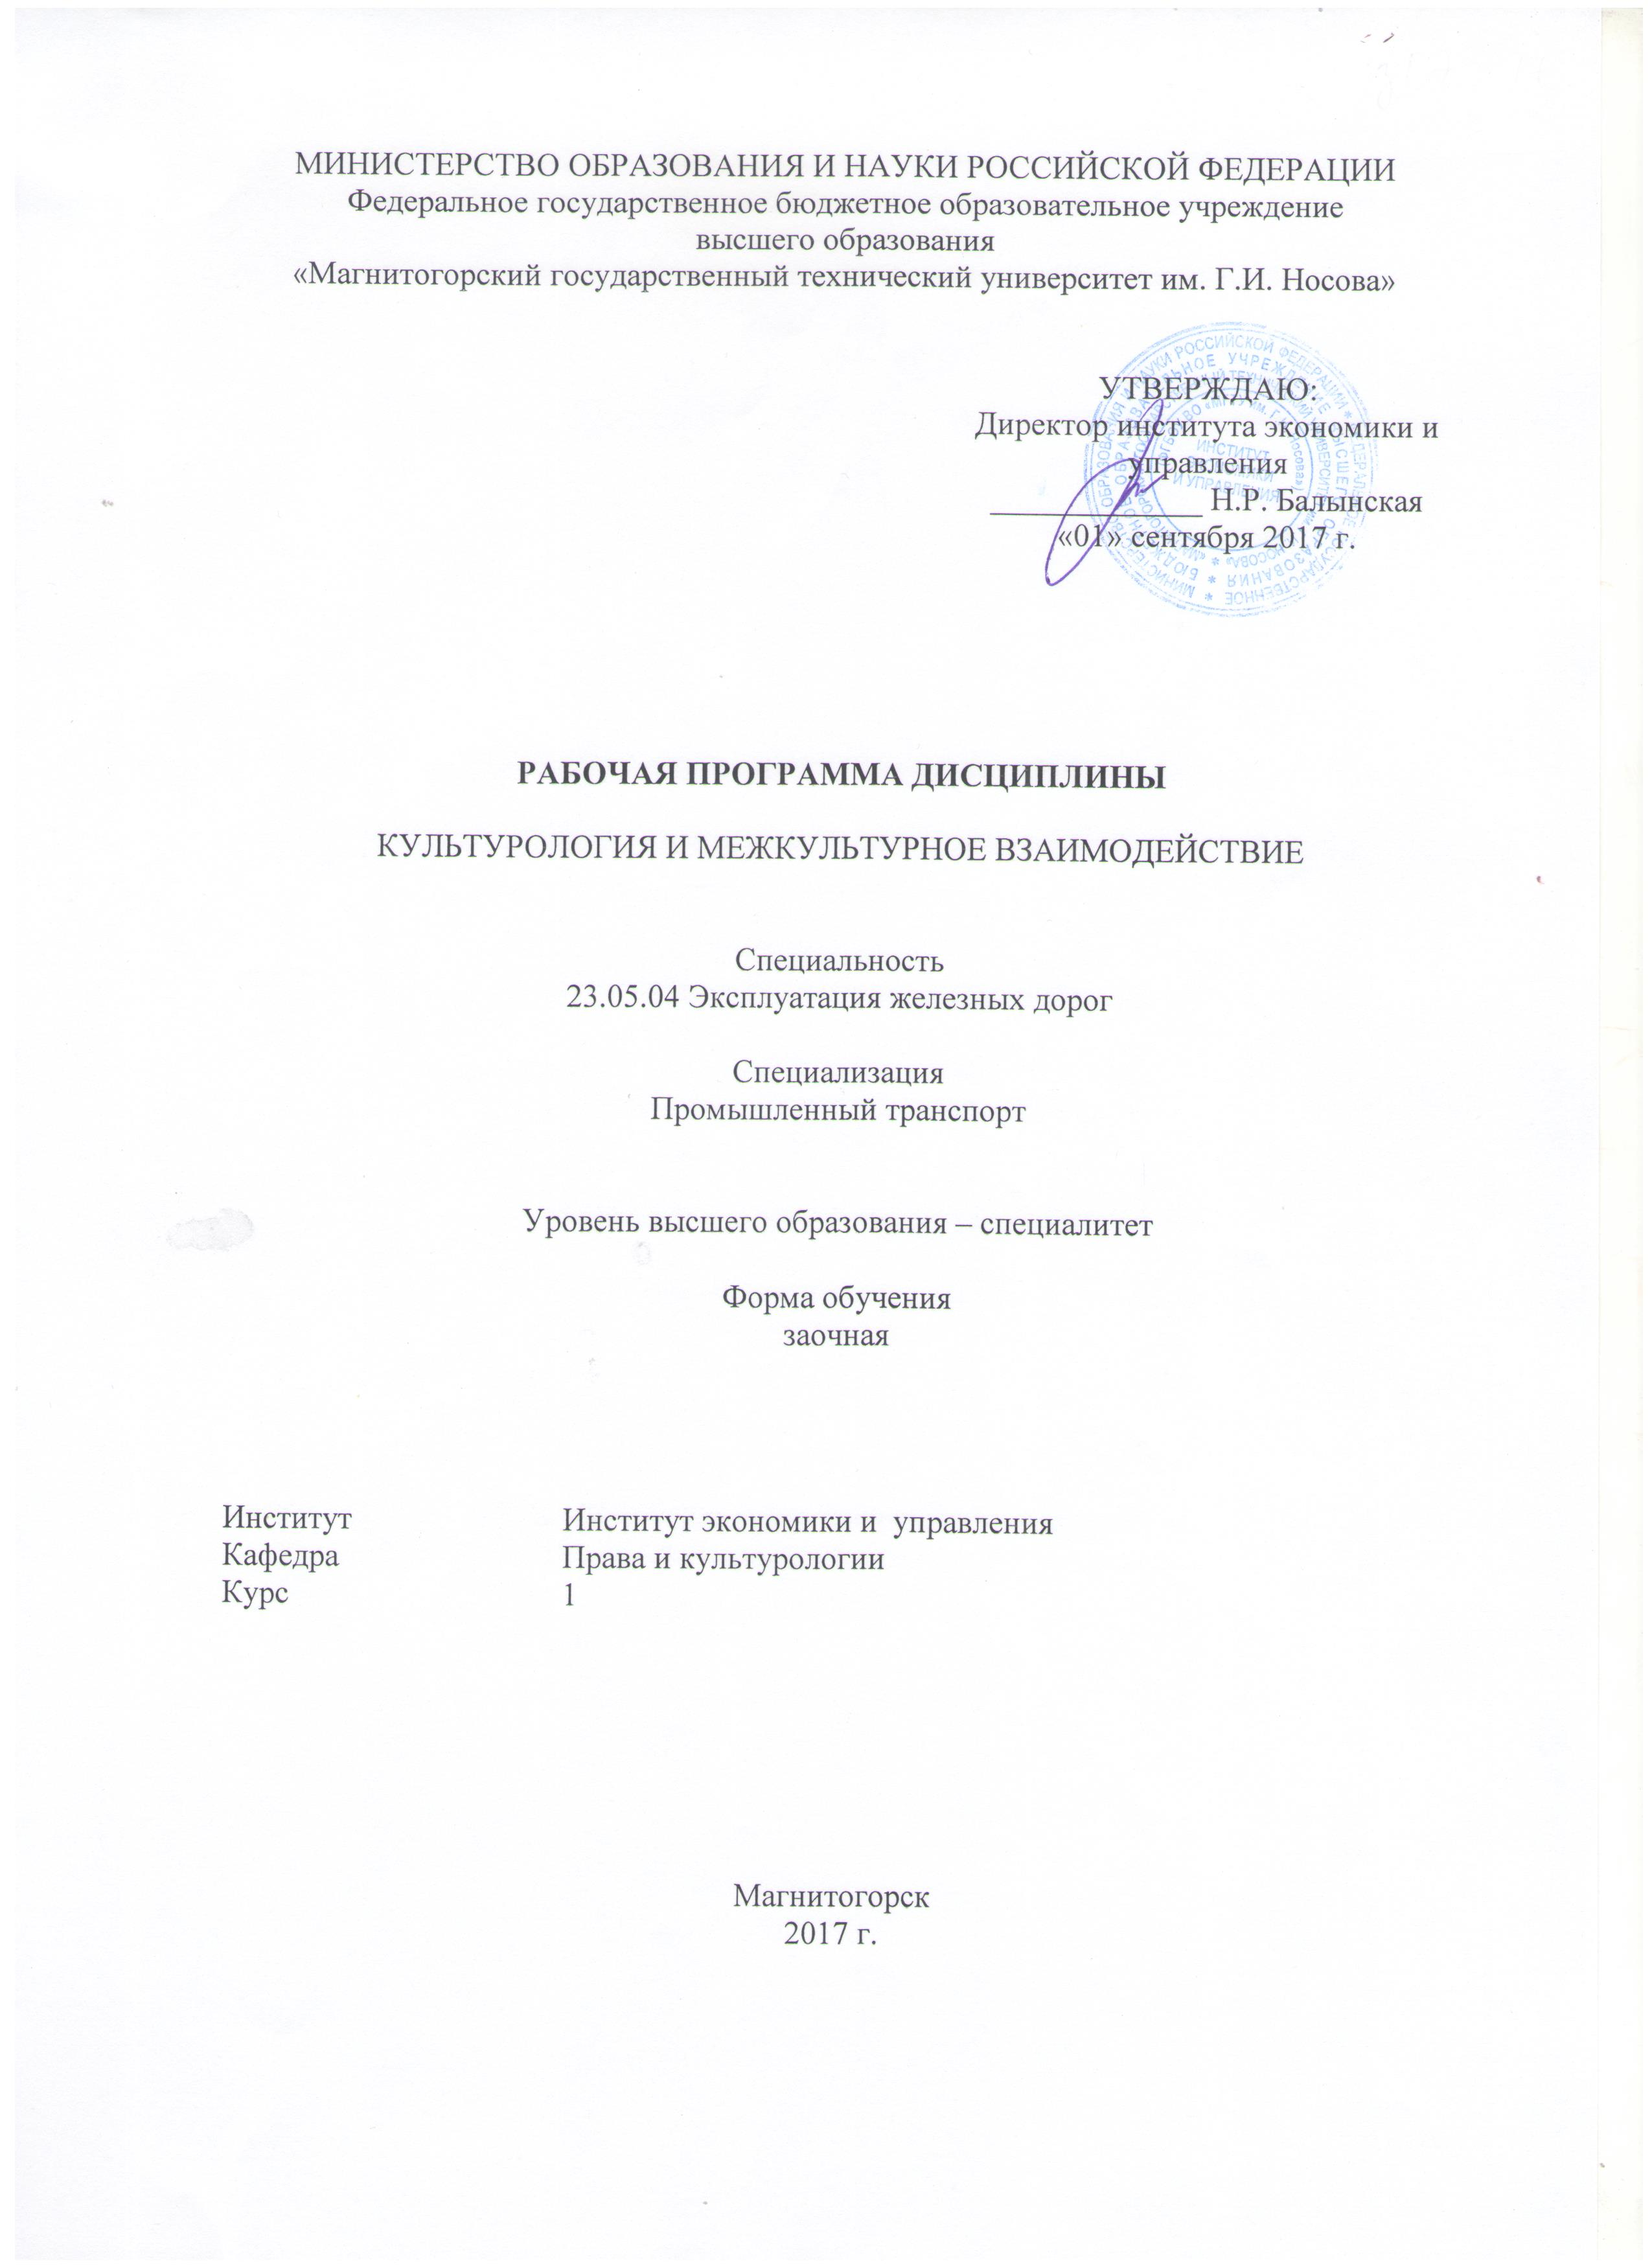 МИНИСТЕРСТВО ОБРАЗОВАНИЯ И НАУКИ РОССИЙСКОЙ ФЕДЕРАЦИИ
Федеральное государственное бюджетное образовательное учреждение
высшего образования
«Магнитогорский государственный технический университет им. Г.И. Носова»
УТВЕРЖДАЮ:
Директор института экономики и
управления
_____________ Н.Р. Балынская
«01» сентября 2017 г.
ИНСТИТУТ
И УПРАВЛЕНИЯ
РАБОЧАЯ ПРОГРАММА ДИСЦИПЛИНЫ
КУЛЬТУРОЛОГИЯ И МЕЖКУЛЬТУРНОЕ ВЗАИМОДЕЙСТВИЕ
Специальность
23.05.04 Эксплуатация железных дорог
Специализация
Промышленный транспорт
Уровень высшего образования – специалитет
Форма обучения
заочная
Институт Институт экономики и управления
Кафедра Права и культурологии
Курс 1
Магнитогорск
2017 г.